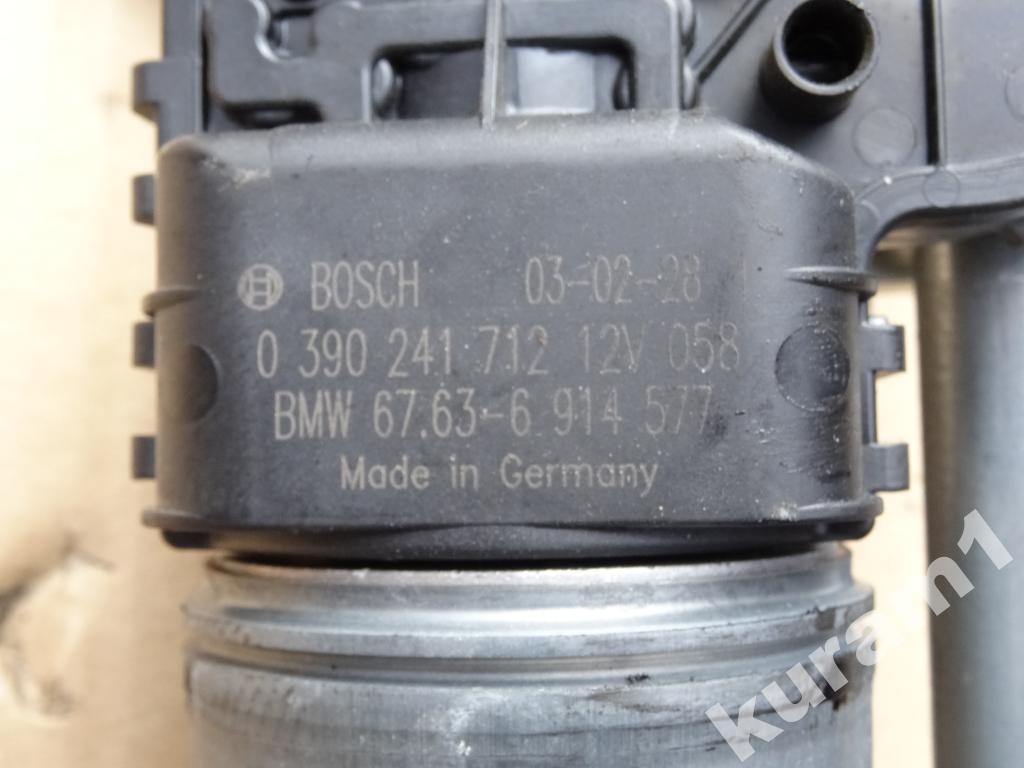 BOSCH 03-02-28 1
0 390 241 712 12V 058
BMW 67.63-6 914 577
Made in Germany
kuram1